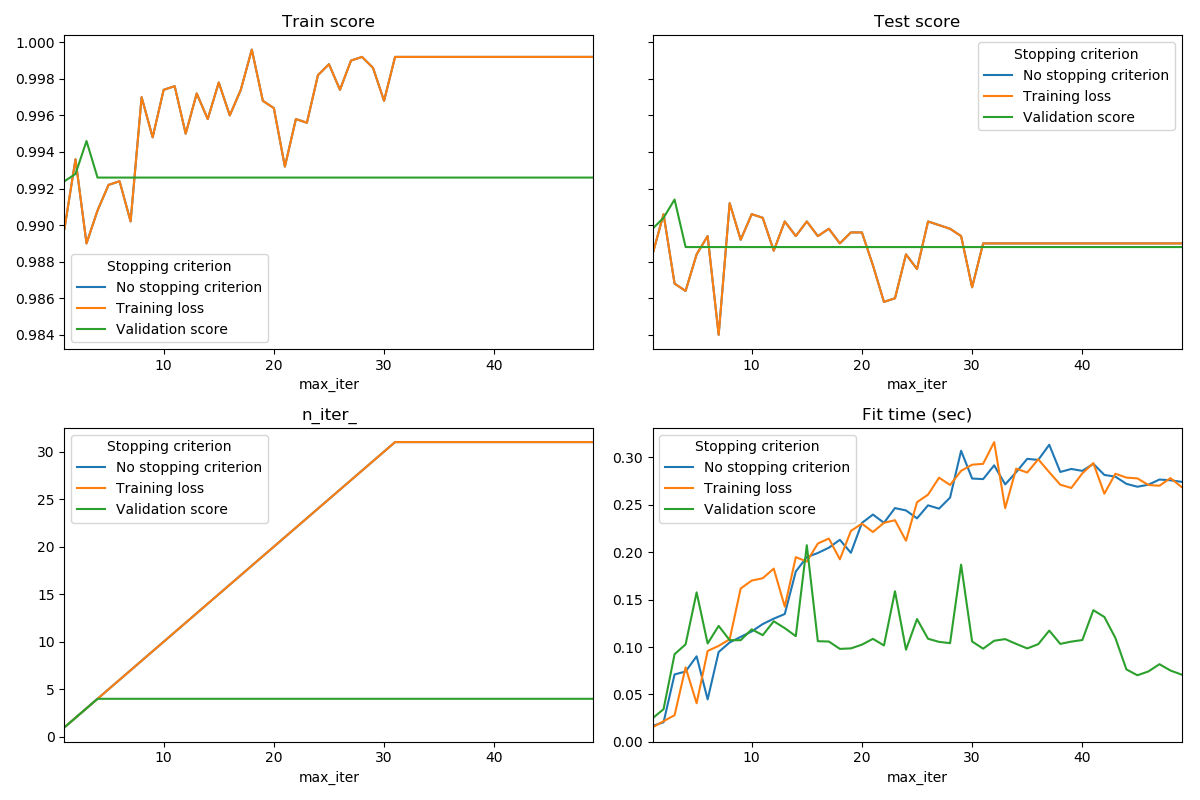 Train score
1.000
0.998
0.996
0.994
0.992
0.990
0.988
0.986
0.984
Stopping criterion
No stopping criterion
Training loss
Validation score
10
20
30
40
max_iter
Test score
Stopping criterion
No stopping criterion
Training loss
Validation score
10
20
30
40
max_iter
n_iter_
30
25
20
15
10
5
0
Stopping criterion
No stopping criterion
Training loss
Validation score
10
20
30
40
max_iter
Fit time (sec)
0.30
0.25
0.20
0.15
0.10
0.05
0.00
Stopping criterion
No stopping criterion
Training loss
Validation score
10
20
30
40
max_iter